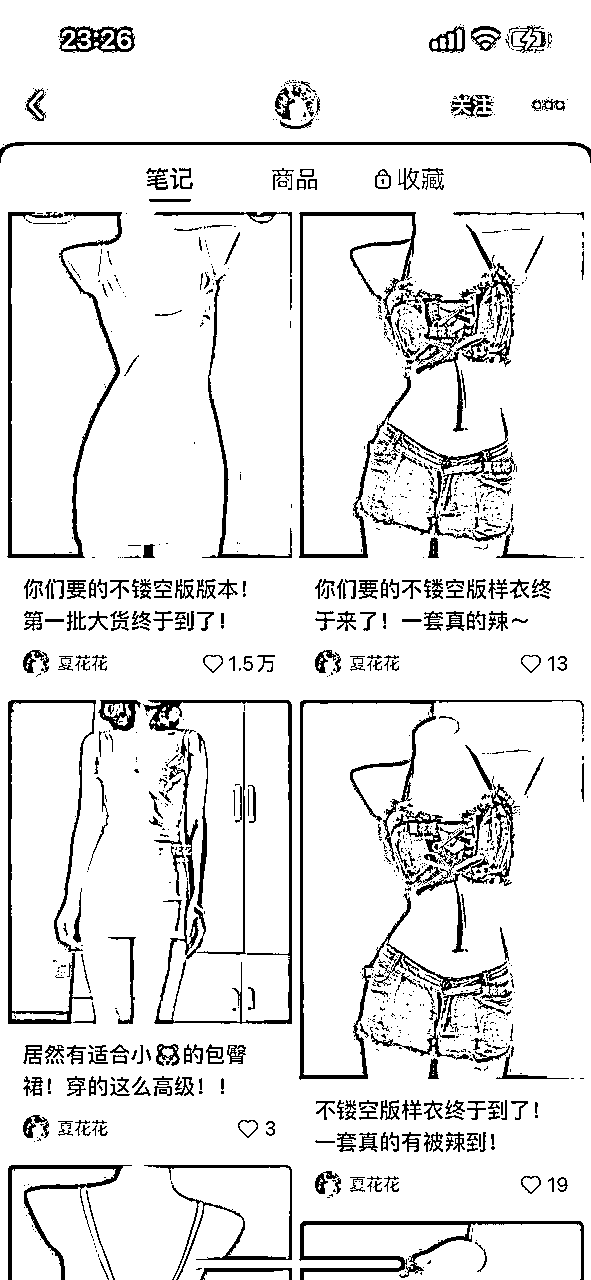 23:26
关注
笔记
商品
收藏
你们要的不镂空版版本！
第一批大货终于到了！
夏花花
1.5万
你们要的不镂空版样衣终
于来了！一套真的辣～
夏花花
13
居然有适合小🐻的包臀
裙！穿的这么高级！！
夏花花
3
不镂空版样衣终于到了！
一套真的有被辣到！
夏花花
19